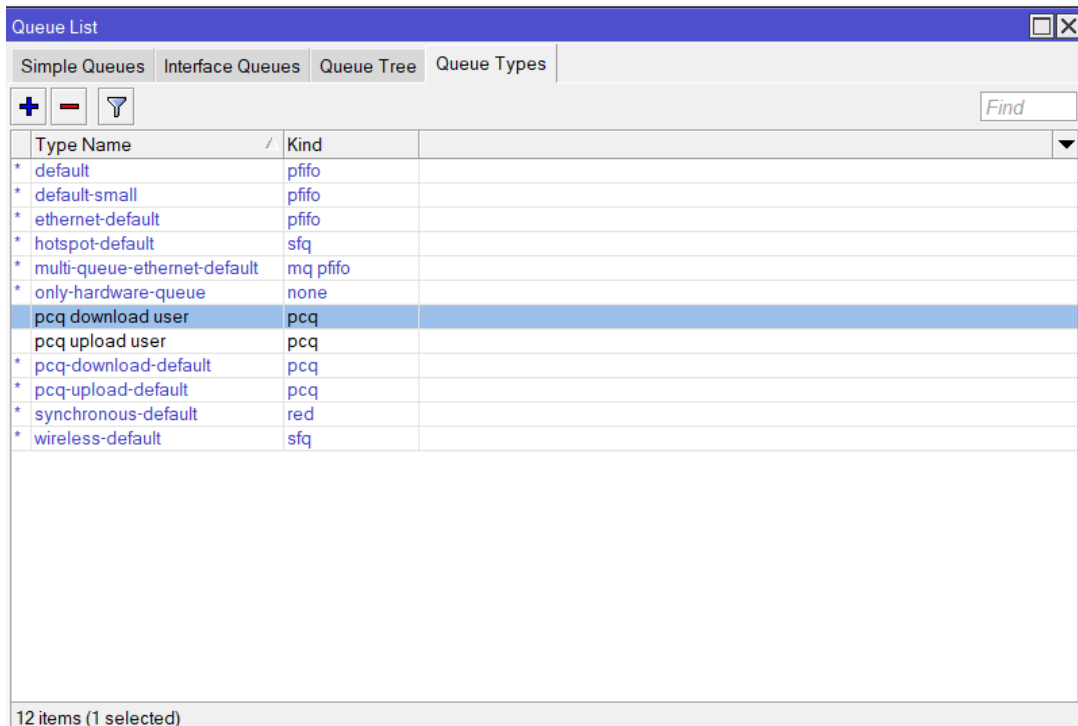 Queue List
Simple Queues Interface Queues Queue Tree Queue Types
Find
Type Name Kind
* default pfifo
* default-small pfifo
* ethernet-default pfifo
* hotspot-default sfq
* multi-queue-ethernet-default mq pfifo
* only-hardware-queue none
pcq download user pcq
pcq upload user pcq
* pcq-download-default pcq
* pcq-upload-default pcq
* synchronous-default red
* wireless-default sfq
12 items (1 selected)